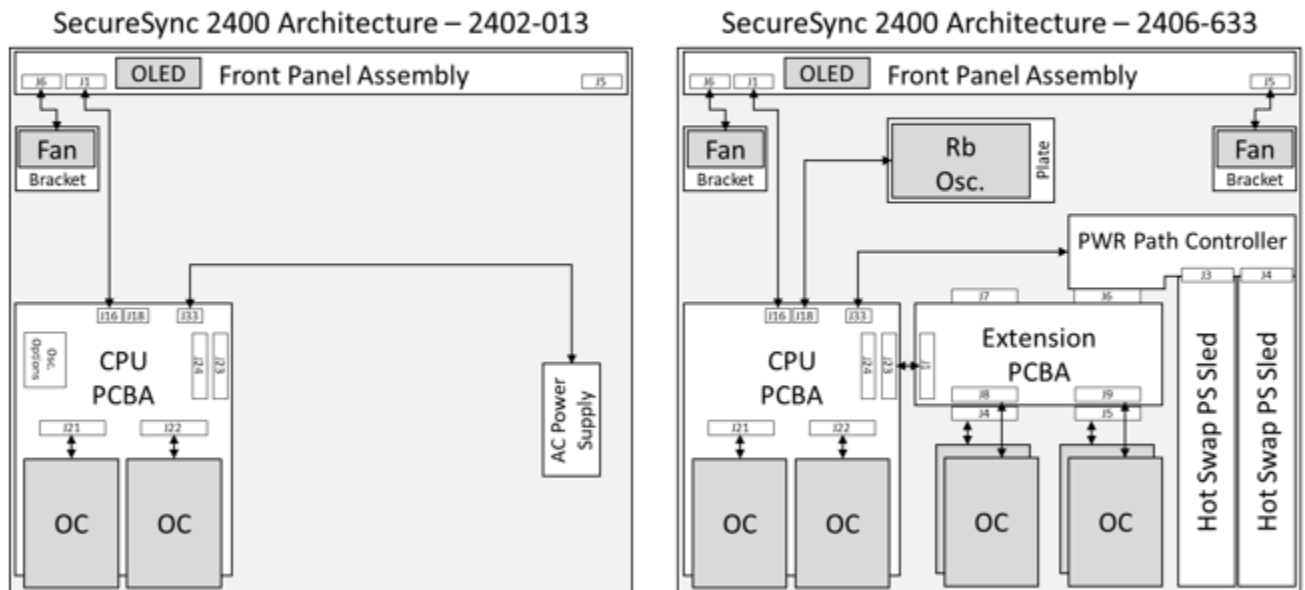 SecureSync 2400 Architecture – 2402-013
J6
J1
OLED
Front Panel Assembly
J5
Fan
Bracket
J16
J18
J33
Osc.
Options
CPU
PCBA
J24
J23
J21
J22
OC
OC
AC Power
Supply
SecureSync 2400 Architecture – 2406-633
J6
J1
OLED
Front Panel Assembly
J5
Fan
Bracket
Rb
Osc.
Plate
Fan
Bracket
PWR Path Controller
J3
J4
J16
J18
J33
CPU
PCBA
J24
J23
J21
J22
OC
OC
J7
J6
J1
Extension
PCBA
J8
J9
J4
J5
OC
OC
Hot Swap PS Sled
Hot Swap PS Sled